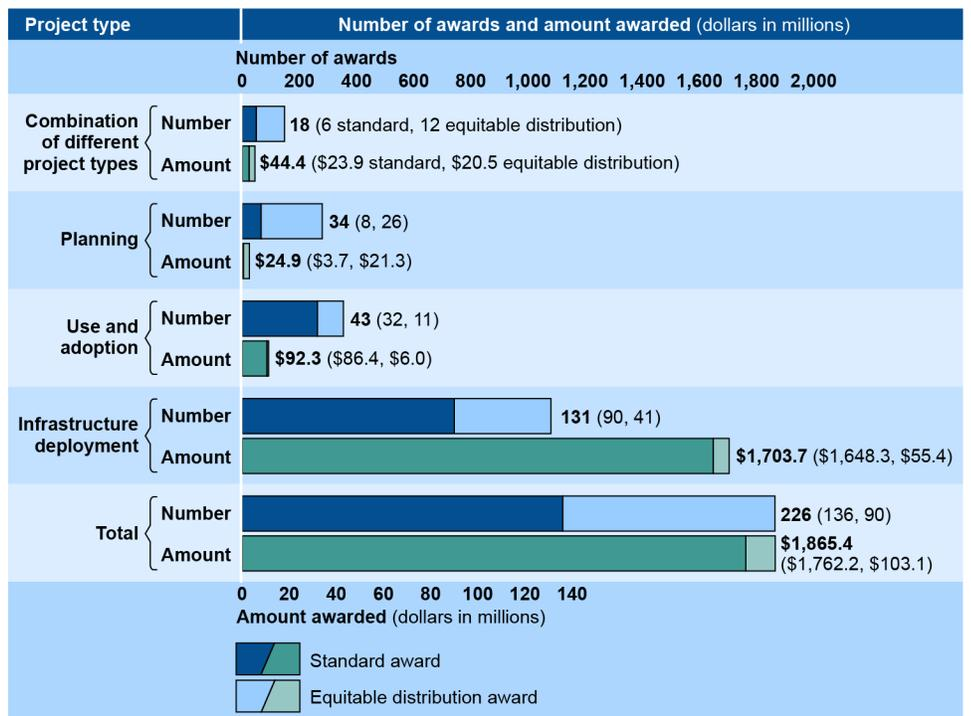 Project type
Number of awards and amount awarded (dollars in millions)
Number of awards
0 200 400 600 800 1,000 1,200 1,400 1,600 1,800 2,000
Combination
of different
project types
Number
18 (6 standard, 12 equitable distribution)
Amount
$44.4 ($23.9 standard, $20.5 equitable distribution)
Planning
Number
34 (8, 26)
Amount
$24.9 ($3.7, $21.3)
Use and
adoption
Number
43 (32, 11)
Amount
$92.3 ($86.4, $6.0)
Infrastructure
deployment
Number
131 (90, 41)
Amount
$1,703.7 ($1,648.3, $55.4)
Total
Number
226 (136, 90)
Amount
$1,865.4
($1,762.2, $103.1)
0 20 40 60 80 100 120 140
Amount awarded (dollars in millions)
Standard award
Equitable distribution award